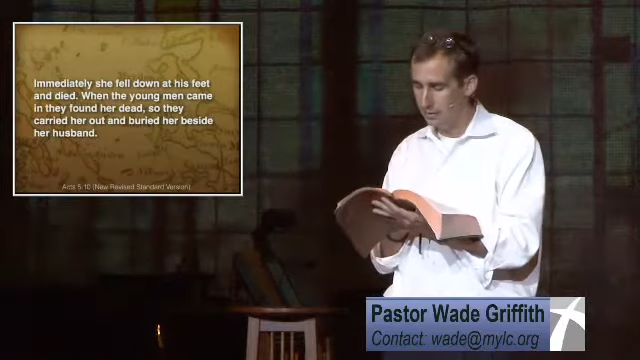 Immediately she fell down at his feet
and died. When the young men came
in they found her dead, so they
carried her out and buried her beside
her husband.
Acts 5:10 (New Revised Standard Version)
Pastor Wade Griffith
Contact: wade@mylc.org